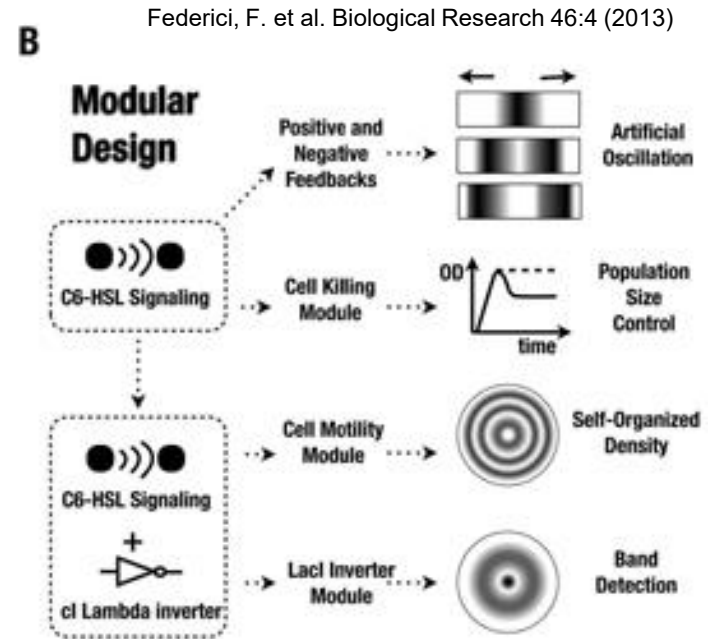 Federici, F. et al. Biological Research 46:4 (2013)
B
Modular
Design
Positive and
Negative
Feedbacks
Artificial
Oscillation
C6-HSL Signaling
Cell Killing
Module
OD
time
Population
Size
Control
C6-HSL Signaling
+
cI Lambda inverter
Cell Motility
Module
Self-Organized
Density
LacI Inverter
Module
Band
Detection